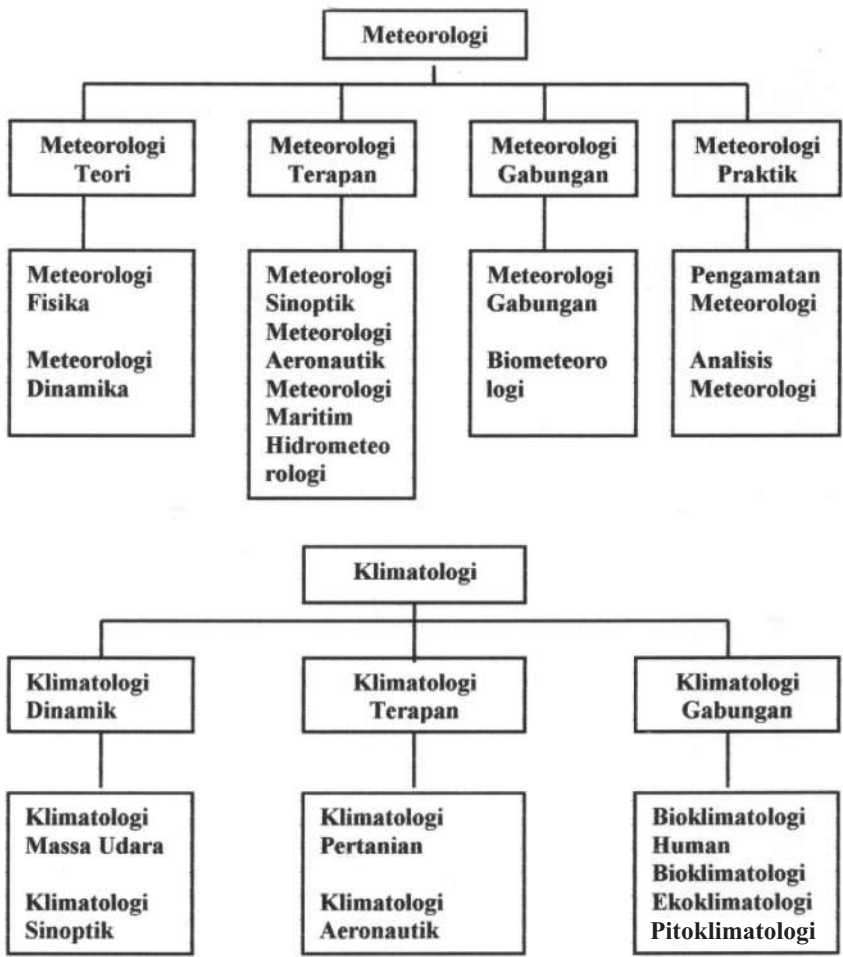 Meteorologi
Meteorologi
Teori
Meteorologi
Terapan
Meteorologi
Gabungan
Meteorologi
Praktik
Meteorologi
Fisika
Meteorologi
Dinamika
Meteorologi
Sinoptik
Meteorologi
Aeronautik
Meteorologi
Maritim
Hidrometeo
rologi
Meteorologi
Gabungan
Biometeoro
logi
Pengamatan
Meteorologi
Analisis
Meteorologi
Klimatologi
Klimatologi
Dinamik
Klimatologi
Terapan
Klimatologi
Gabungan
Klimatologi
Massa Udara
Klimatologi
Sinoptik
Klimatologi
Pertanian
Klimatologi
Aeronautik
Bioklimatologi
Human
Bioklimatologi
Ekoklimatologi
Pitoklimatologi